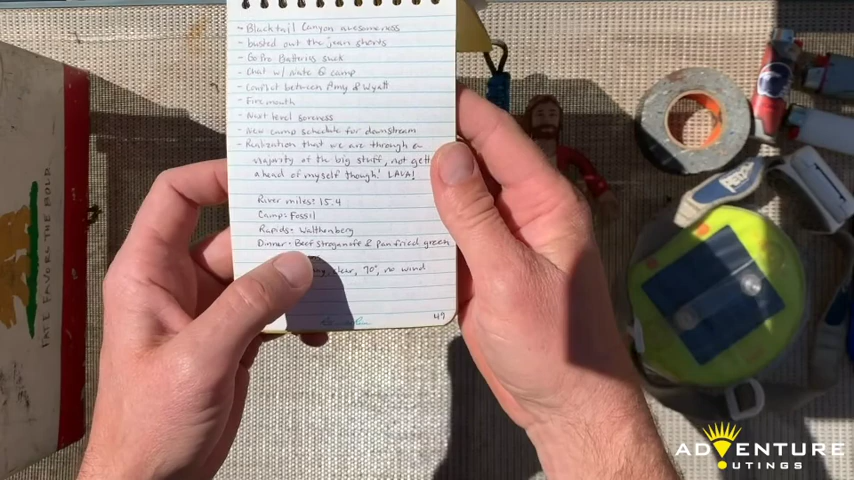 - Blacktail Canyon awesomeness
- busted out the jean shorts
- GoPro Batteries suck
- Chat w/ Nate @ camp
- Conflict between Amy & Wyatt
- Fire mouth
- Next level soreness
- New camp schedule for downstream
- Realization that we are through a
majority of the big stuff, not gett
ahead of myself though! LAVA!
River miles: 15.4
Camp: Fossil
Rapids: Walthenberg
Dinner: Beef Stroganoff & Pan fried green
clear, 70°, no wind
47
FATE FAVORS THE BOLD
ADVENTURE
OUTINGS